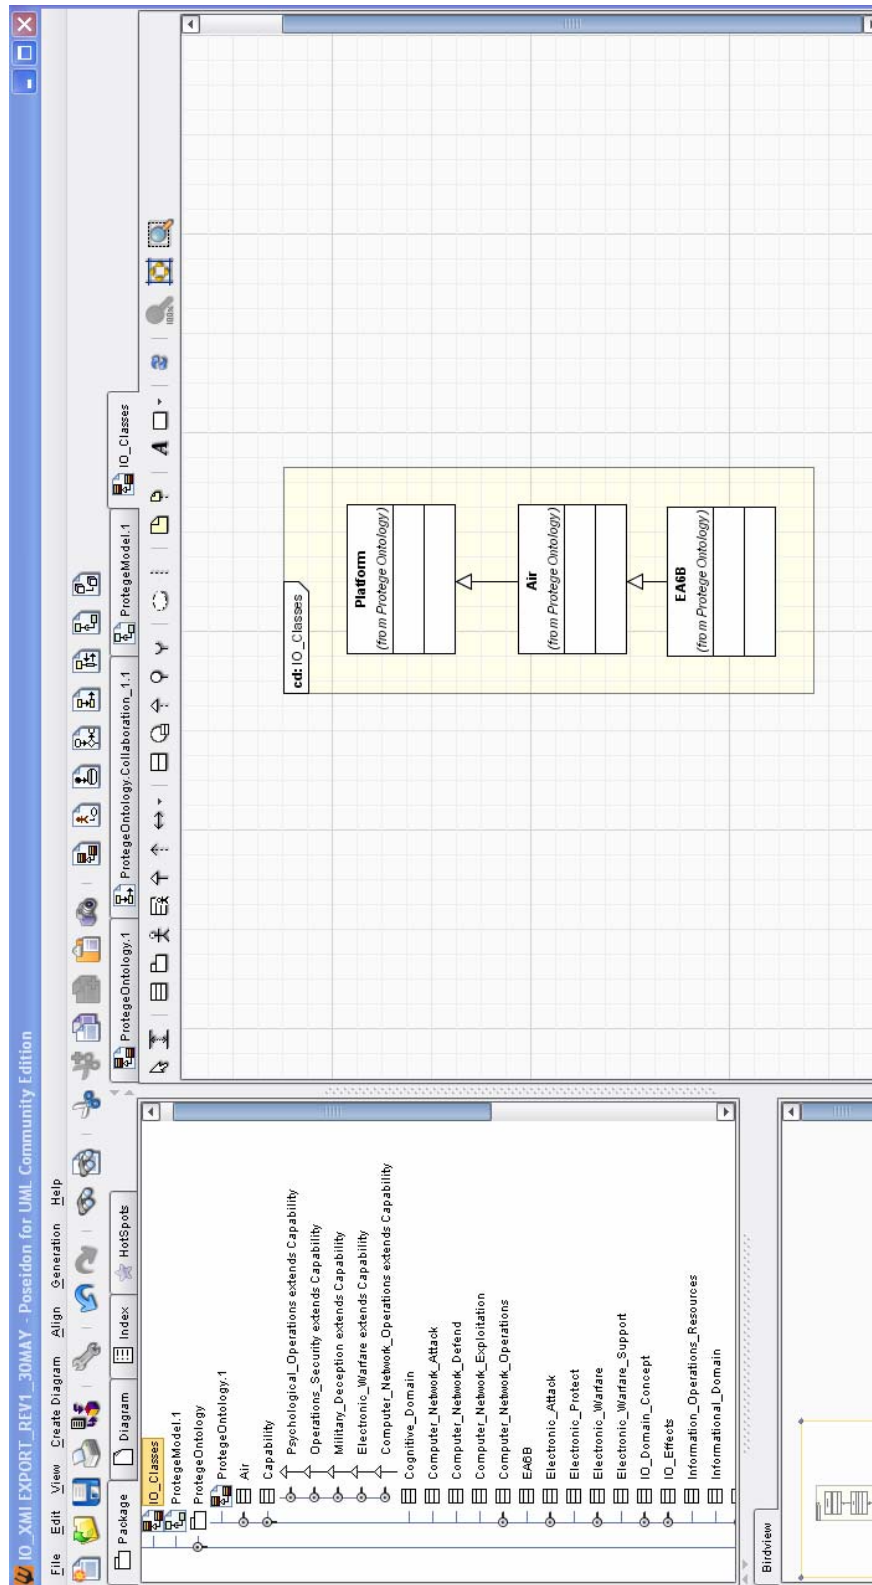 IO_XMI EXPORT_REV1_30MAY - Poseidon for UML Community Edition
File Edit View Create Diagram Align Generation Help
Package Diagram Index HotSpots
IO_Classes
ProtegeModel.1
ProtegeOntology
ProtegeOntology.1
Air
Capability
Psychological_Operations extends Capability
Operations_Security extends Capability
Military_Deception extends Capability
Electronic_Warfare extends Capability
Computer_Network_Operations extends Capability
Cognitive_Domain
Computer_Network_Attack
Computer_Network_Defend
Computer_Network_Exploitation
Computer_Network_Operations
EA6B
Electronic_Attack
Electronic_Protect
Electronic_Warfare
Electronic_Warfare_Support
IO_Domain_Concept
IO_Effects
Information_Operations_Resources
Informational_Domain
Birdview
ProtegeOntology.1 ProtegeOntology.Collaboration_1.1 ProtegeModel.1 IO_Classes
A 100%
cd: IO_Classes
Platform
(from Protege Ontology)
Air
(from Protege Ontology)
EA6B
(from Protege Ontology)